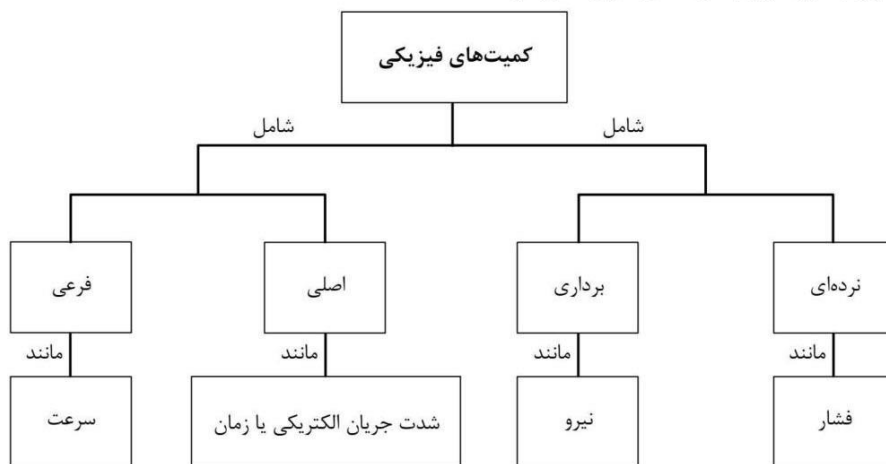 کمیت‌های فیزیکی
شامل
شامل
نرده‌ای
برداری
اصلی
فرعی
مانند
مانند
مانند
مانند
فشار
نیرو
شدت جریان الکتریکی یا زمان
سرعت